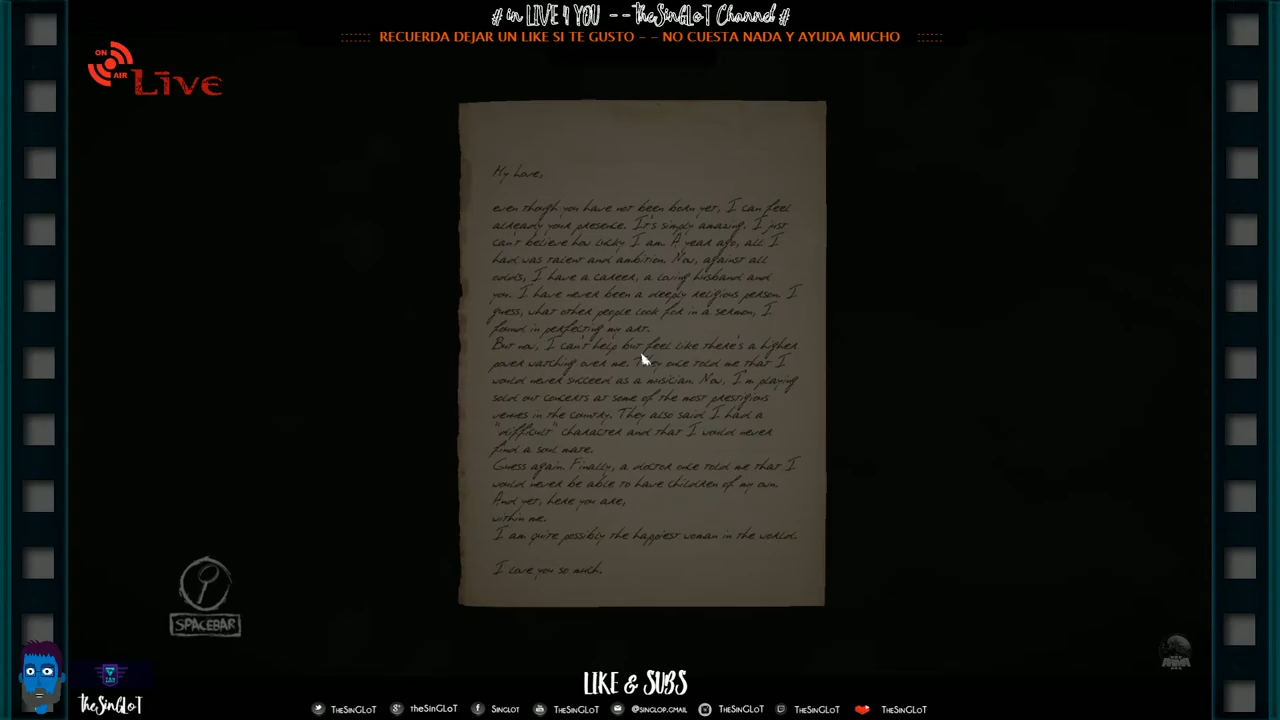 # in LIVE 4 YOU -- TheSinGLoT Channel #
:::::: RECUERDA DEJAR UN LIKE SI TE GUSTO - - NO CUESTA NADA Y AYUDA MUCHO ::::::
ON
AIR
Live
My love,
even though you have not been born yet, I can feel
already your presence. It's simply amazing. I just
can't believe how lucky I am. A year ago, all I
had was talent and ambition. Now, against all
odds, I have a career, a loving husband and
you. I have never been a deeply religious person. I
guess, what other people look for in a sermon, I
found in perfecting my art.
But now, I can't help but feel like there's a higher
power watching over me. They once told me that I
would never succeed as a musician. Now, I'm playing
sold out concerts at some of the most prestigious
venues in the country. They also said I had a
"difficult" character and that I would never
find a soul mate.
Guess again. Finally, a doctor once told me that I
would never be able to have children of my own.
And yet, here you are,
within me.
I am quite possibly the happiest woman in the world.
I love you so much.
SPACEBAR
LIKE & SUBS
theSinGLoT
TheSinGLoT
theSinGLoT
Singlot
TheSinGLoT
@singlop.gmail
TheSinGLoT
TheSinGLoT
TheSinGLoT